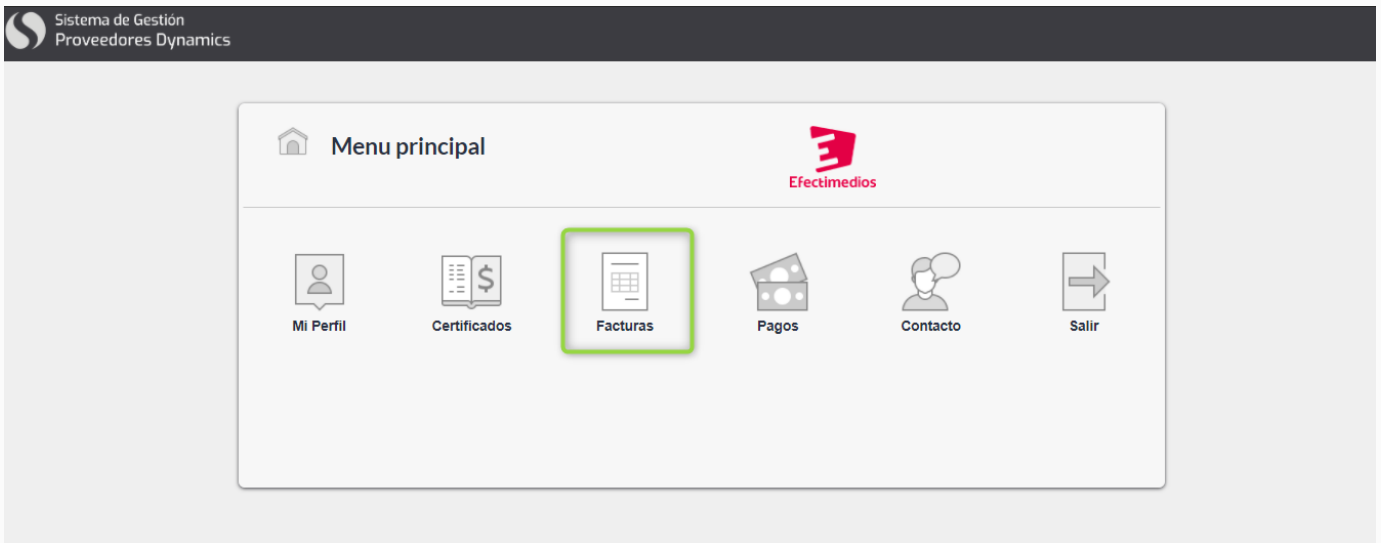 Sistema de Gestión
Proveedores Dynamics
Menu principal
Efectimedios
Mi Perfil
Certificados
Facturas
Pagos
Contacto
Salir